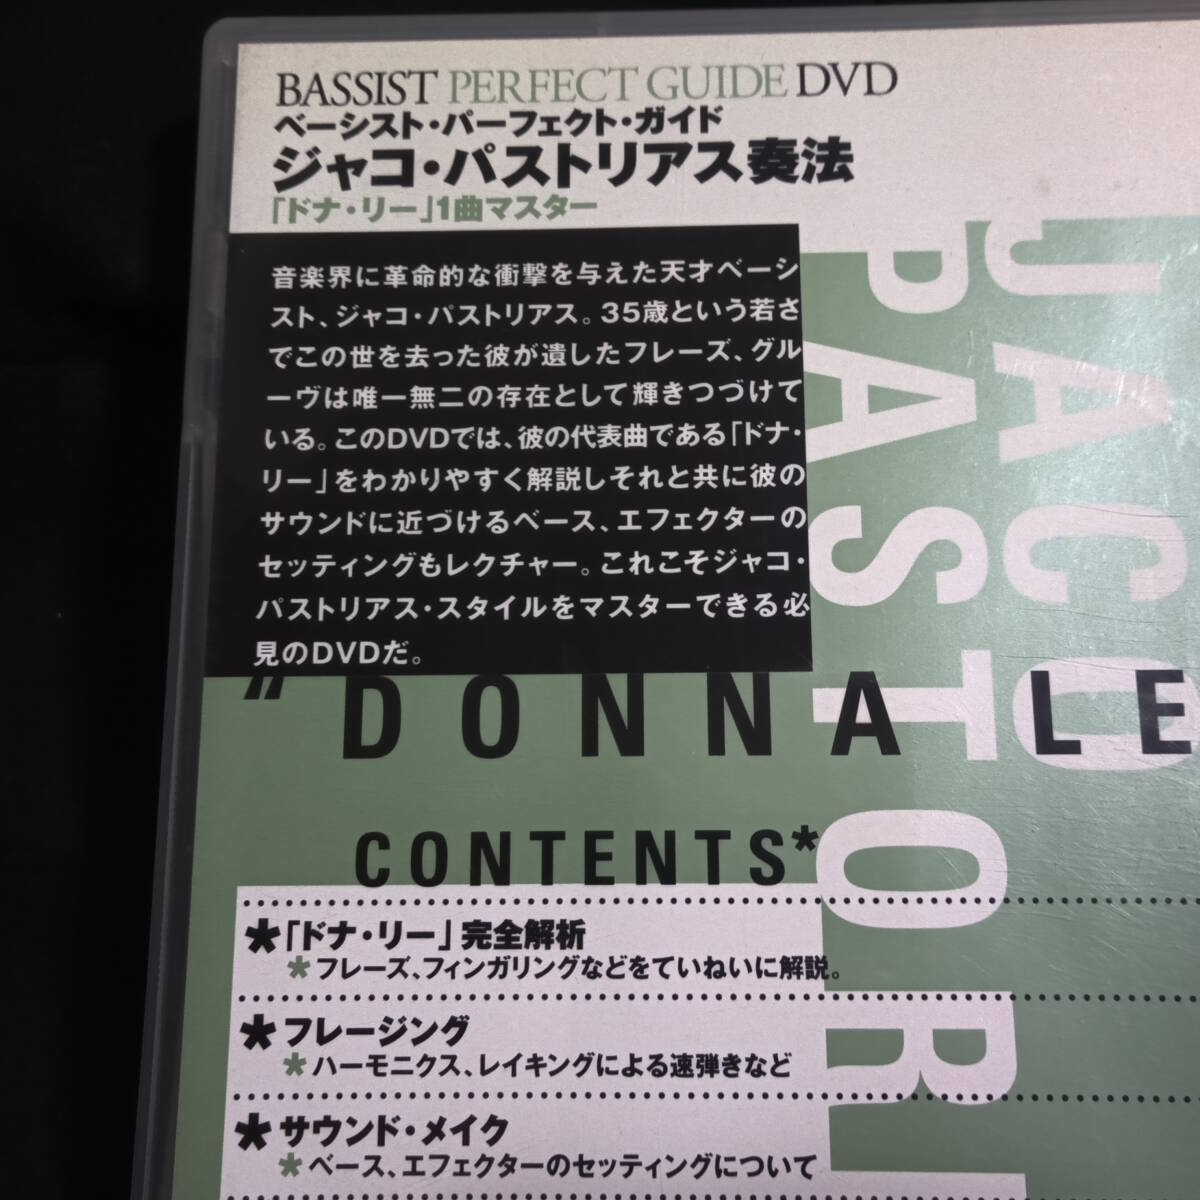 BASSIST PERFECT GUIDE DVD
ベーシスト・パーフェクト・ガイド
ジャコ・パストリアス奏法
「ドナ・リー」1曲マスター
音楽界に革命的な衝撃を与えた天才ベーシ
スト、ジャコ・パストリアス。35歳という若さ
でこの世を去った彼が遺したフレーズ、グル
ーヴは唯一無二の存在として輝きつづけて
いる。このDVDでは、彼の代表曲である「ドナ・
リー」をわかりやすく解説しそれと共に彼の
サウンドに近づけるベース、エフェクターの
セッティングもレクチャー。これこそジャコ・
パストリアス・スタイルをマスターできる必
見のDVDだ。
JACO
PASTORI
"DONNA LE
CONTENTS*
*「ドナ・リー」完全解析
*フレーズ、フィンガリングなどをていねいに解説。
*フレージング
*ハーモニクス、レイキングによる速弾きなど
*サウンド・メイク
*ベース、エフェクターのセッティングについて